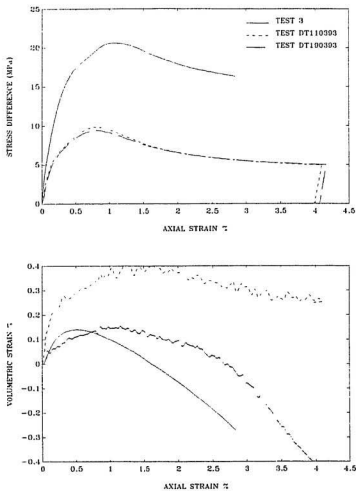 25
20
15
10
5
0
STRESS DIFFERENCE (MPa)
TEST 3
TEST DT110393
TEST DT190393
0 0.5 1 1.5 2 2.5 3 3.5 4 4.5
AXIAL STRAIN %
0.4
0.3
0.2
0.1
0
-0.1
-0.2
-0.3
-0.4
VOLUMETRIC STRAIN %
0 0.5 1 1.5 2 2.5 3 3.5 4 4.5
AXIAL STRAIN %